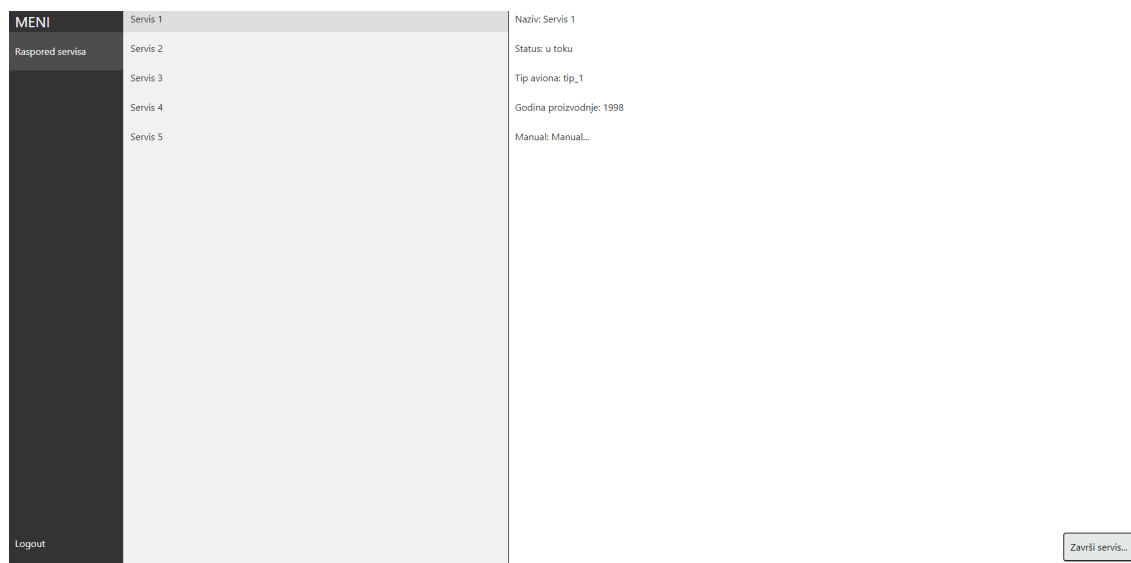 MENI
Raspored servisa
Logout
Servis 1
Servis 2
Servis 3
Servis 4
Servis 5
Naziv: Servis 1
Status: u toku
Tip aviona: tip_1
Godina proizvodnje: 1998
Manual: Manual...
Završi servis...